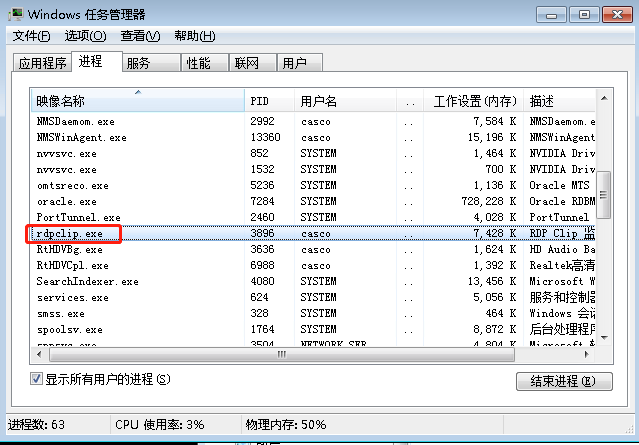 Windows 任务管理器
文件(F) 选项(O) 查看(V) 帮助(H)
应用程序 进程 服务 性能 联网 用户
映像名称 PID 用户名 .. 工作设置(内存) 描述
NMSDaemom.exe 2992 casco .. 7,584 K NMSDaemom.e
NMSWinAgent.exe 13360 casco .. 15,196 K NMSWinAgent
nvvsvc.exe 852 SYSTEM .. 1,464 K NVIDIA Driv
nvvsvc.exe 1532 SYSTEM .. 700 K NVIDIA Driv
omtsreco.exe 5236 SYSTEM .. 1,136 K Oracle MTS
oracle.exe 7284 SYSTEM .. 728,228 K Oracle RDBM
PortTunnel.exe 2460 SYSTEM .. 4,028 K PortTunnel
rdpclip.exe 3896 casco .. 7,428 K RDP Clip 监
RtHDVBg.exe 3636 casco .. 1,624 K HD Audio Ba
RtHDVCpl.exe 6988 casco .. 1,392 K Realtek高清
SearchIndexer.exe 4080 SYSTEM .. 13,456 K Microsoft W
services.exe 624 SYSTEM .. 5,056 K 服务和控制器
smss.exe 328 SYSTEM .. 464 K Windows 会话
spoolsv.exe 1764 SYSTEM .. 8,872 K 后台处理程序
sppsvc.exe 3504 NETWORK SER... .. 4,804 K Microsoft
显示所有用户的进程(S)
结束进程(E)
进程数: 63 CPU 使用率: 3% 物理内存: 50%